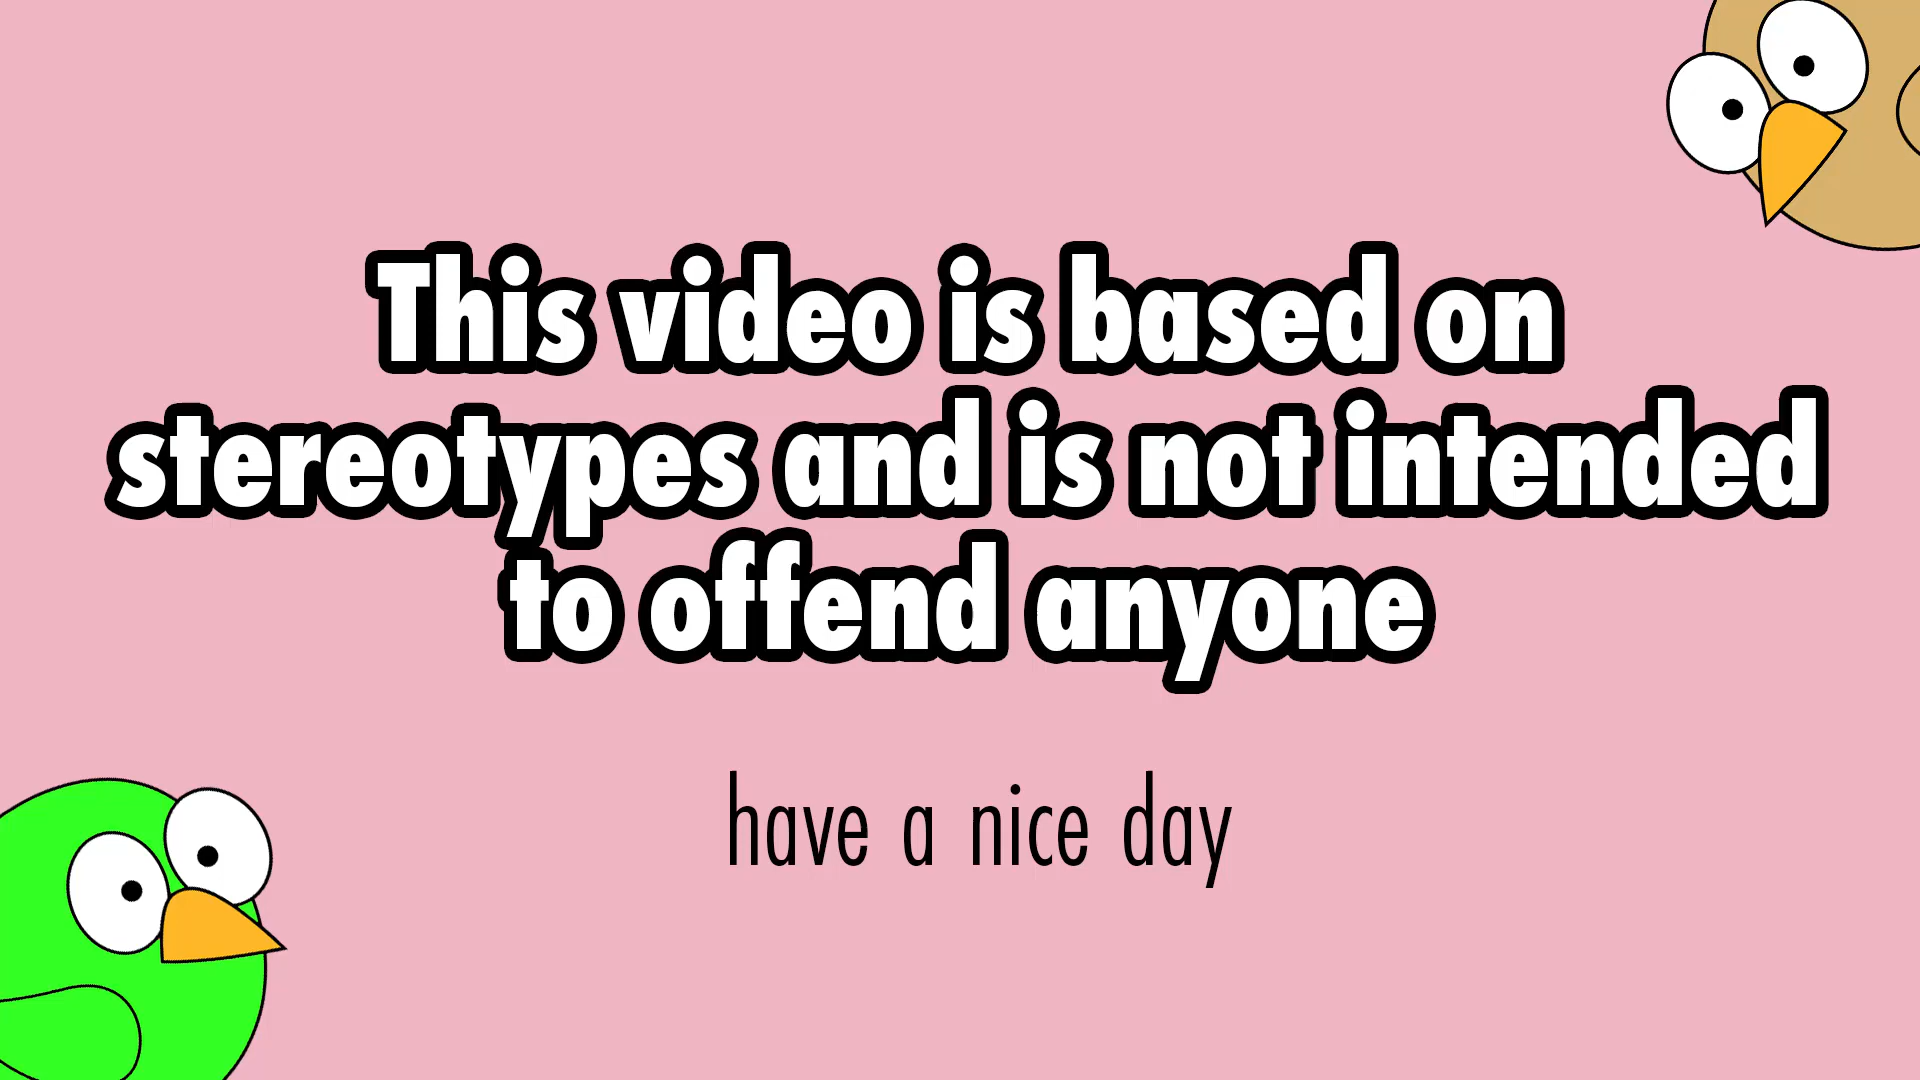 This video is based on
stereotypes and is not intended
to offend anyone
have a nice day